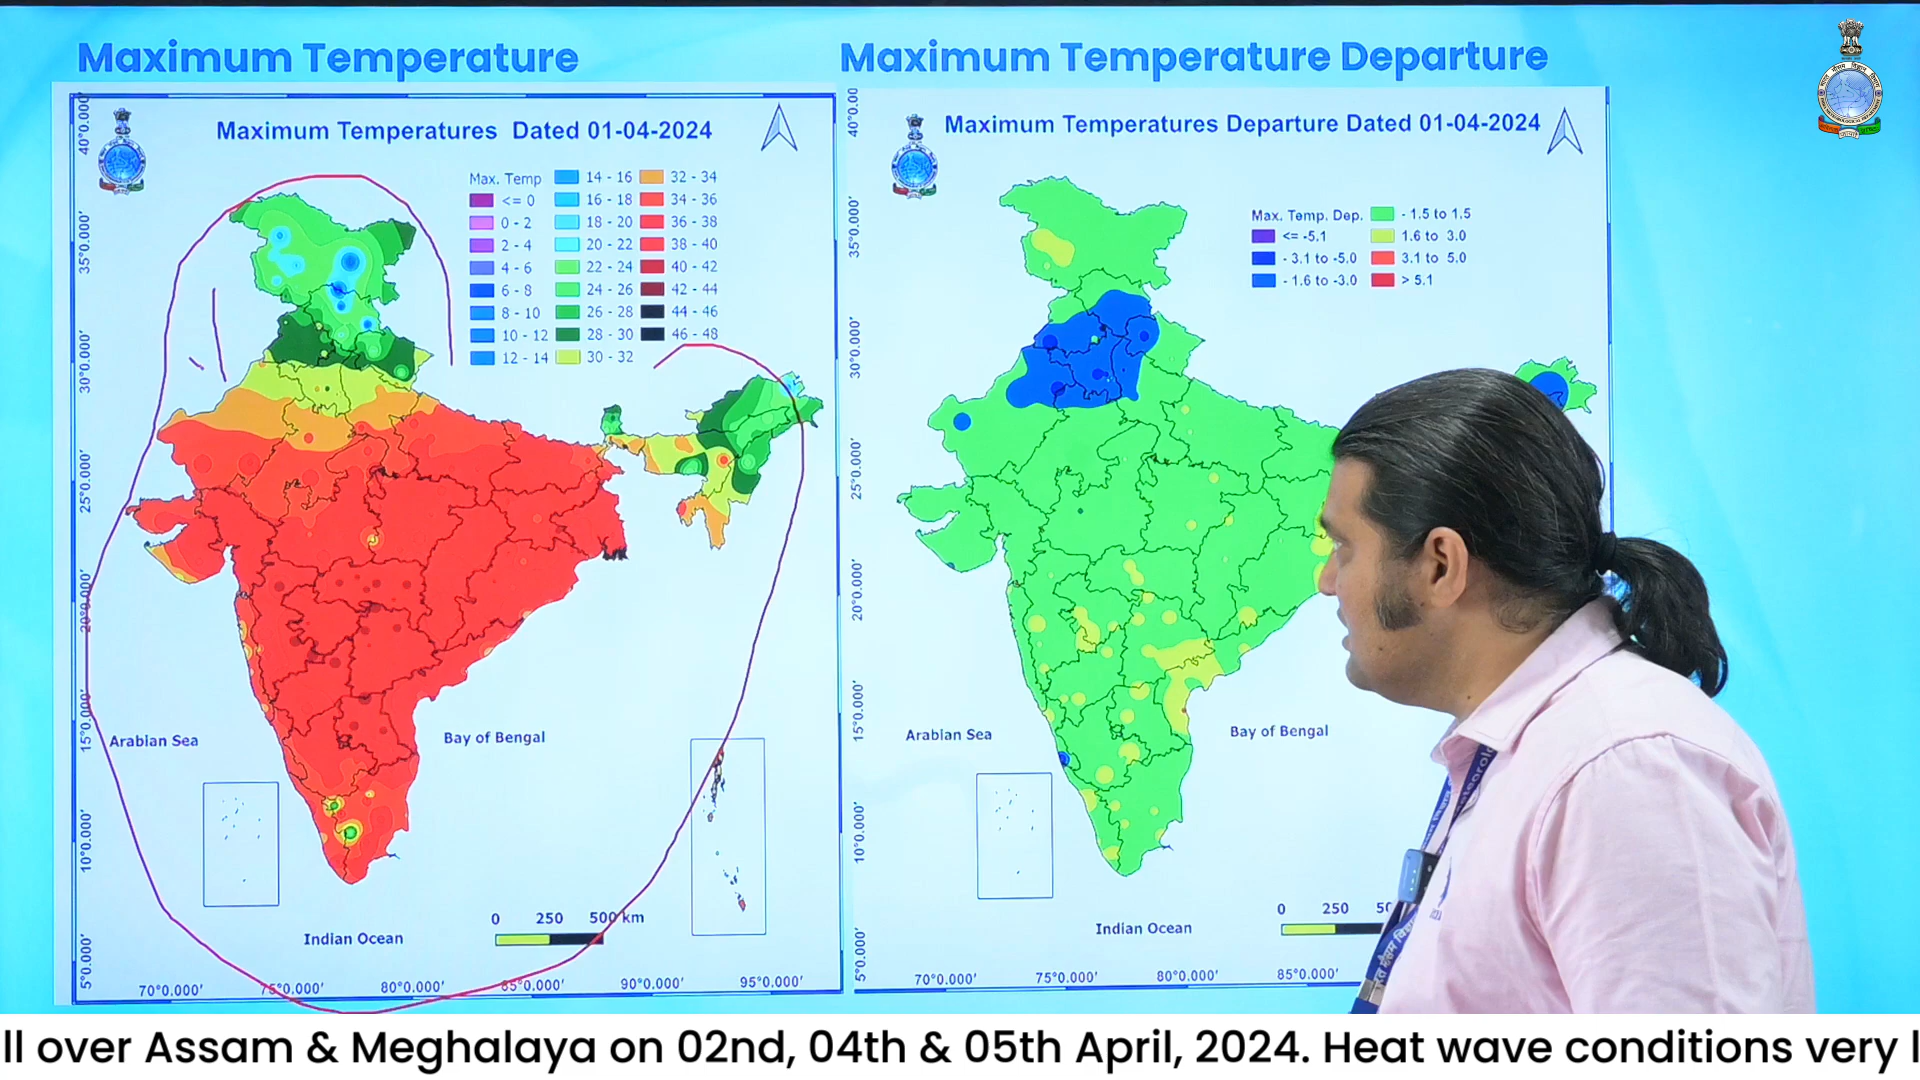 Maximum Temperature
Maximum Temperature Departure
Maximum Temperatures Dated 01-04-2024
Max. Temp
<= 0
0 - 2
2 - 4
4 - 6
6 - 8
8 - 10
10 - 12
12 - 14
14 - 16
16 - 18
18 - 20
20 - 22
22 - 24
24 - 26
26 - 28
28 - 30
30 - 32
32 - 34
34 - 36
36 - 38
38 - 40
40 - 42
42 - 44
44 - 46
46 - 48
40°0.000'
35°0.000'
30°0.000'
25°0.000'
20°0.000'
15°0.000'
10°0.000'
5°0.000'
Arabian Sea
Bay of Bengal
Indian Ocean
0 250 500 km
70°0.000' 75°0.000' 80°0.000' 85°0.000' 90°0.000' 95°0.000'
Maximum Temperatures Departure Dated 01-04-2024
Max. Temp. Dep.
<= -5.1
- 3.1 to -5.0
- 1.6 to -3.0
- 1.5 to 1.5
1.6 to 3.0
3.1 to 5.0
> 5.1
40°0.00
35°0.000'
30°0.000'
25°0.000'
20°0.000'
15°0.000'
10°0.000'
5°0.000'
Arabian Sea
Bay of Bengal
Indian Ocean
0 250
70°0.000' 75°0.000' 80°0.000' 85°0.000'
ll over Assam & Meghalaya on 02nd, 04th & 05th April, 2024. Heat wave conditions very l